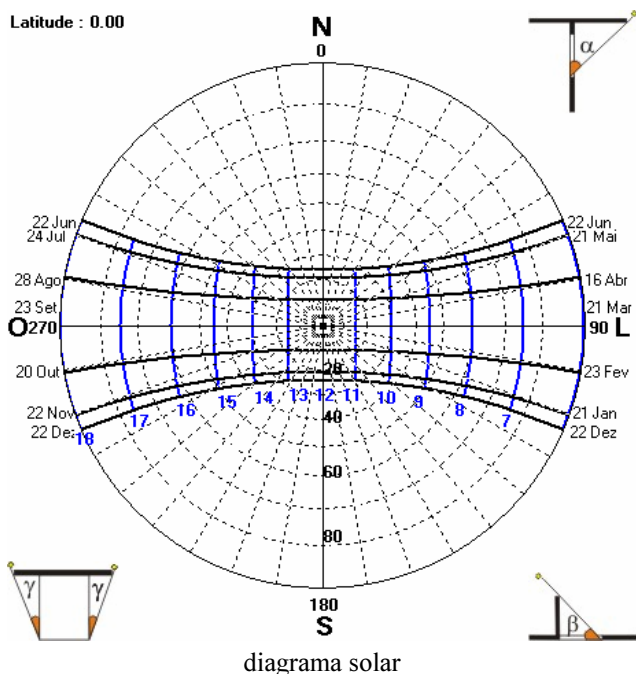 Latitude : 0.00
N
0
α
22 Jun
22 Jun
24 Jul
21 Mai
28 Ago
16 Abr
23 Set
21 Mar
O 270
90 L
20 Out
23 Fev
20
22 Nov
21 Jan
22 Dez
22 Dez
18 17 16 15 14 13 12 11 10 9 8 7
40
60
80
γ γ
β
180
S
diagrama solar